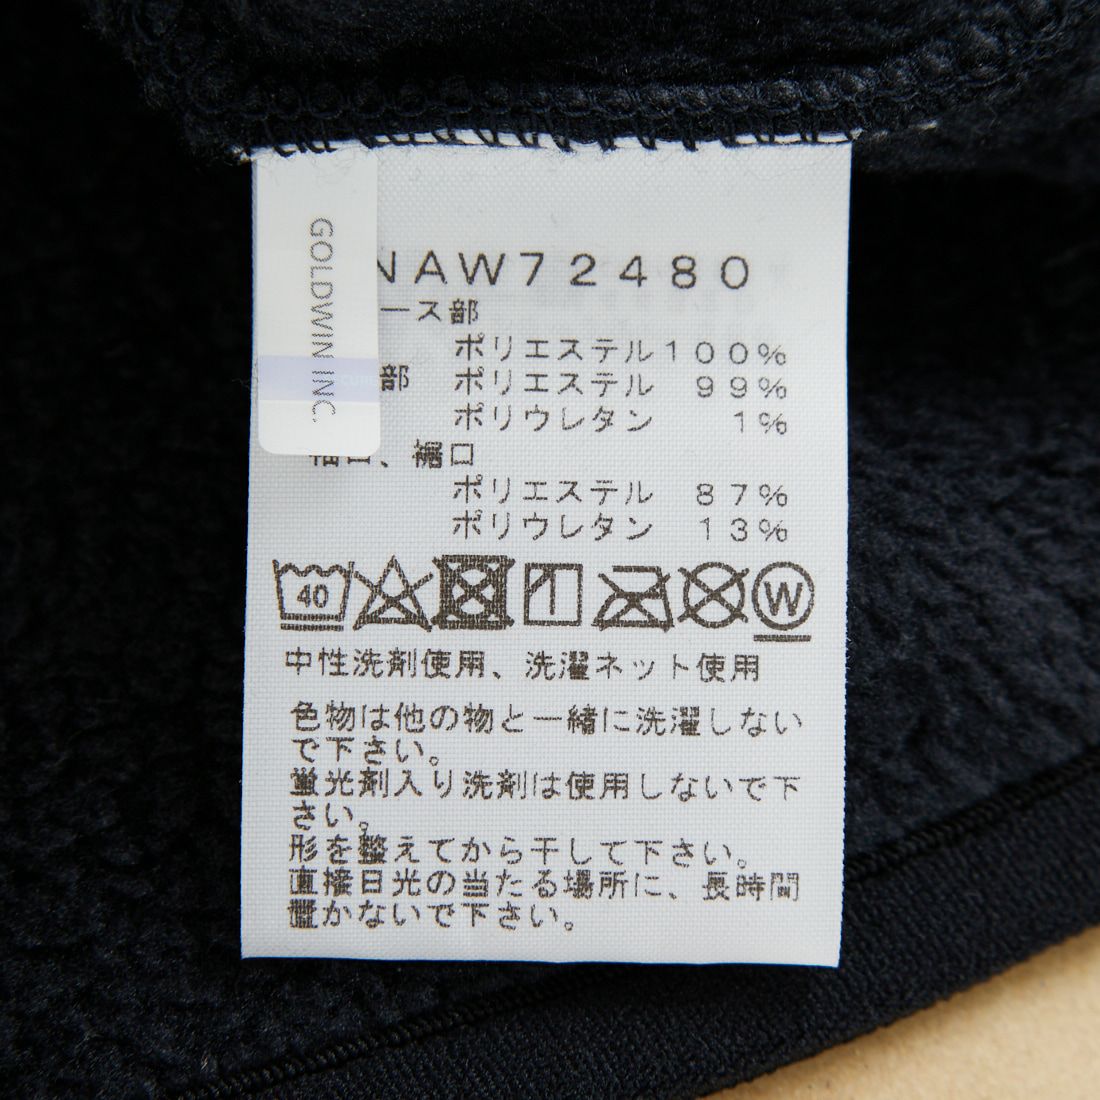 GOLDWIN INC.
NAW72480
ース部
ポリエステル100%
部 ポリエステル 99%
ポリウレタン 1%
袖口、裾口
ポリエステル 87%
ポリウレタン 13%
40
W
中性洗剤使用、洗濯ネット使用
色物は他の物と一緒に洗濯しない
で下さい。
蛍光剤入り洗剤は使用しないで下
さい。
形を整えてから干して下さい。
直接日光の当たる場所に、長時間
置かないで下さい。